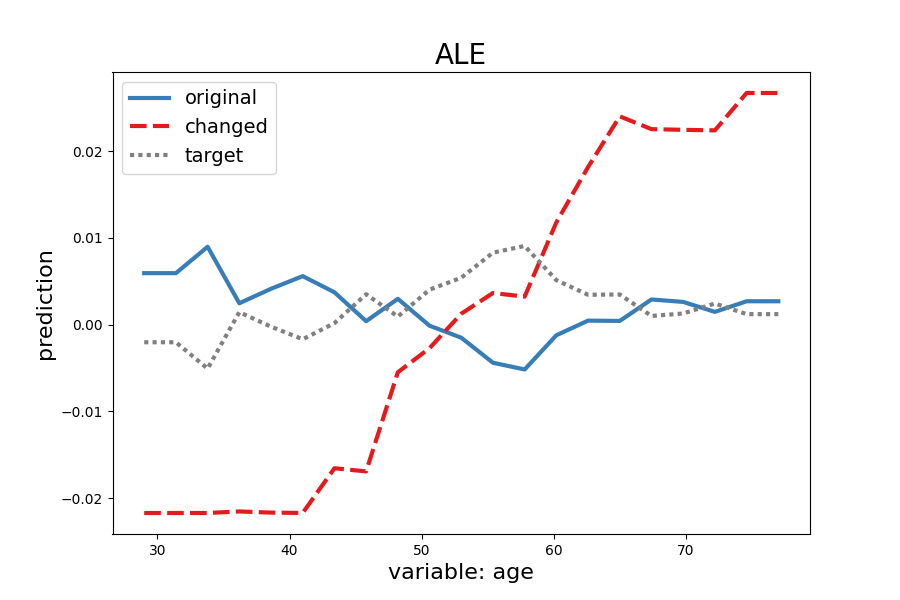 ALE
original
changed
target
prediction
0.02
0.01
0.00
−0.01
−0.02
30 40 50 60 70
variable: age